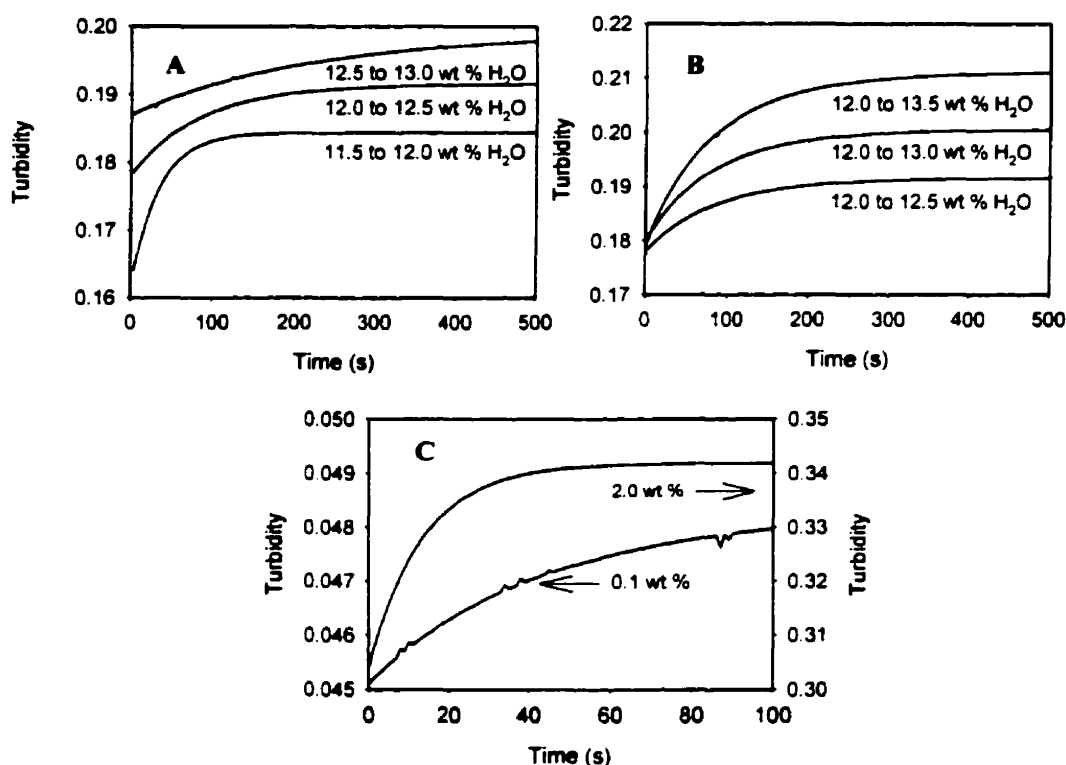 A
Turbidity
0.20
0.19
0.18
0.17
0.16
12.5 to 13.0 wt % H₂O
12.0 to 12.5 wt % H₂O
11.5 to 12.0 wt % H₂O
0 100 200 300 400 500
Time (s)
B
Turbidity
0.22
0.21
0.20
0.19
0.18
0.17
12.0 to 13.5 wt % H₂O
12.0 to 13.0 wt % H₂O
12.0 to 12.5 wt % H₂O
0 100 200 300 400 500
Time (s)
C
Turbidity
0.050
0.049
0.048
0.047
0.046
0.045
2.0 wt %
0.1 wt %
0.35
0.34
0.33
0.32
0.31
0.30
Turbidity
0 20 40 60 80 100
Time (s)